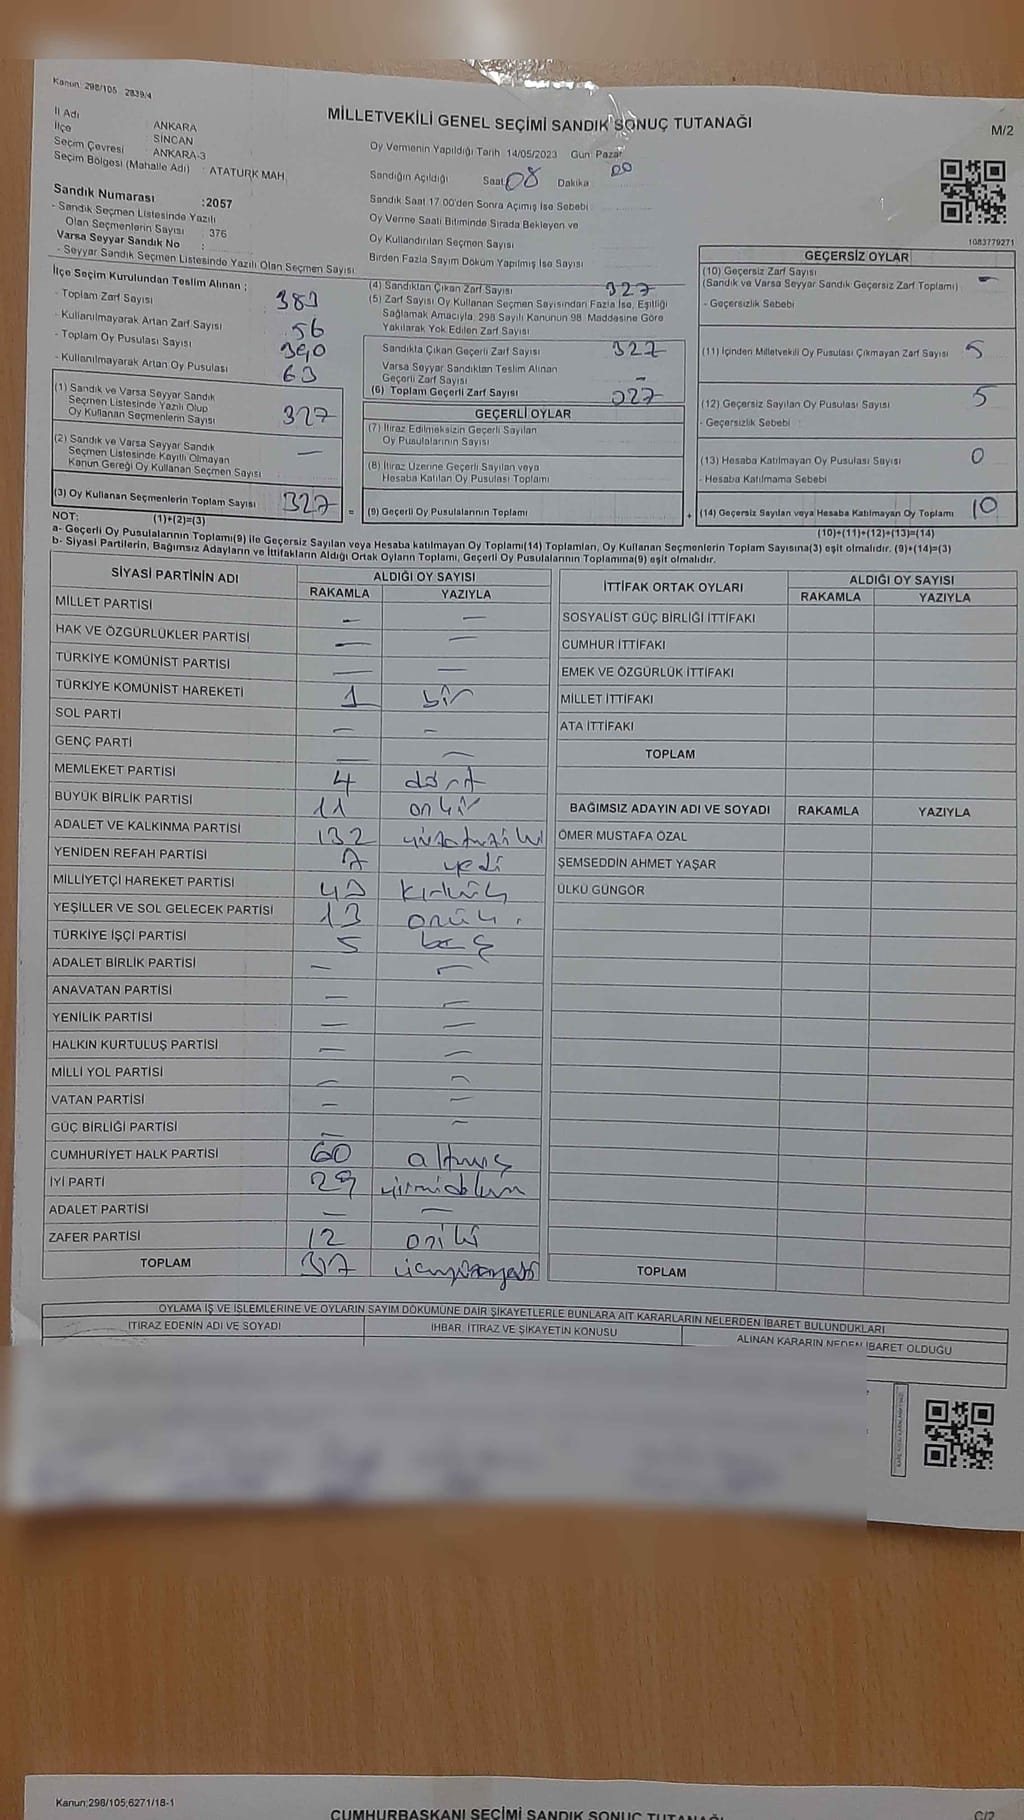 Kanun: 298/105 2839/4
MİLLETVEKİLİ GENEL SEÇİMİ SANDIK SONUÇ TUTANAĞI
M/2
İl Adı ANKARA
İlçe SİNCAN
Seçim Çevresi ANKARA-3
Seçim Bölgesi (Mahalle Adı) : ATATÜRK MAH.
Sandık Numarası :2057
- Sandık Seçmen Listesinde Yazılı
Olan Seçmenlerin Sayısı : 376
Varsa Seyyar Sandık No :
- Seyyar Sandık Seçmen Listesinde Yazılı Olan Seçmen Sayısı
Oy Vermenin Yapıldığı Tarih 14/05/2023 Gün: Pazar
Sandığın Açıldığı Saat 08 Dakika 00
Sandık Saat 17:00'den Sonra Açımış İse Sebebi
Oy Verme Saati Bitiminde Sırada Bekleyen ve
Oy Kullandırılan Seçmen Sayısı
Birden Fazla Sayım Döküm Yapılmış İse Sayısı
1083779271
İlçe Seçim Kurulundan Teslim Alınan ;
- Toplam Zarf Sayısı 383
- Kullanılmayarak Artan Zarf Sayısı 56
- Toplam Oy Pusulası Sayısı 390
- Kullanılmayarak Artan Oy Pusulası 63
(1) Sandık ve Varsa Seyyar Sandık
Seçmen Listesinde Yazılı Olup
Oy Kullanan Seçmenlerin Sayısı 327
(2) Sandık ve Varsa Seyyar Sandık
Seçmen Listesinde Kayıtlı Olmayan
Kanun Gereği Oy Kullanan Seçmen Sayısı —
(3) Oy Kullanan Seçmenlerin Toplam Sayısı 327 =
(4) Sandıktan Çıkan Zarf Sayısı 327
(5) Zarf Sayısı Oy Kullanan Seçmen Sayısından Fazla İse, Eşitliği
Sağlamak Amacıyla, 298 Sayılı Kanunun 98. Maddesine Göre
Yakılarak Yok Edilen Zarf Sayısı
Sandıkta Çıkan Geçerli Zarf Sayısı 327
Varsa Seyyar Sandıktan Teslim Alınan
Geçerli Zarf Sayısı -
(6) Toplam Geçerli Zarf Sayısı 327
GEÇERLİ OYLAR
(7) İtiraz Edilmeksizin Geçerli Sayılan
Oy Pusulalarının Sayısı
(8) İtiraz Üzerine Geçerli Sayılan veya
Hesaba Katılan Oy Pusulası Toplamı
(9) Geçerli Oy Pusulalarının Toplamı +
GEÇERSİZ OYLAR
(10) Geçersiz Zarf Sayısı -
(Sandık ve Varsa Seyyar Sandık Geçersiz Zarf Toplamı)
- Geçersizlik Sebebi
(11) İçinden Milletvekili Oy Pusulası Çıkmayan Zarf Sayısı 5
(12) Geçersiz Sayılan Oy Pusulası Sayısı 5
- Geçersizlik Sebebi :
(13) Hesaba Katılmayan Oy Pusulası Sayısı 0
- Hesaba Katılmama Sebebi
(14) Geçersiz Sayılan veya Hesaba Katılmayan Oy Toplamı 10
NOT: (1)+(2)=(3)
(10)+(11)+(12)+(13)=(14)
a- Geçerli Oy Pusulalarının Toplamı(9) ile Geçersiz Sayılan veya Hesaba katılmayan Oy Toplamı(14) Toplamları, Oy Kullanan Seçmenlerin Toplam Sayısına(3) eşit olmalıdır. (9)+(14)=(3)
b- Siyasi Partilerin, Bağımsız Adayların ve İttifakların Aldığı Ortak Oyların Toplamı, Geçerli Oy Pusulalarının Toplamına(9) eşit olmalıdır.
SİYASİ PARTİNİN ADI ALDIĞI OY SAYISI
RAKAMLA YAZIYLA
MİLLET PARTİSİ — —
HAK VE ÖZGÜRLÜKLER PARTİSİ — —
TÜRKİYE KOMÜNİST PARTİSİ — —
TÜRKİYE KOMÜNİST HAREKETİ 1 bir
SOL PARTİ — —
GENÇ PARTİ — —
MEMLEKET PARTİSİ 4 dört
BÜYÜK BİRLİK PARTİSİ 11 onbir
ADALET VE KALKINMA PARTİSİ 132 yüzotuziki
YENİDEN REFAH PARTİSİ 7 yedi
MİLLİYETÇİ HAREKET PARTİSİ 43 kırküç
YEŞİLLER VE SOL GELECEK PARTİSİ 13 onüç
TÜRKİYE İŞÇİ PARTİSİ 5 beş
ADALET BİRLİK PARTİSİ — —
ANAVATAN PARTİSİ — —
YENİLİK PARTİSİ — —
HALKIN KURTULUŞ PARTİSİ — —
MİLLİ YOL PARTİSİ — —
VATAN PARTİSİ — —
GÜÇ BİRLİĞİ PARTİSİ — —
CUMHURİYET HALK PARTİSİ 60 altmış
İYİ PARTİ 29 yirmidokuz
ADALET PARTİSİ — —
ZAFER PARTİSİ 12 oniki
TOPLAM 317 üçyüzonyedi
İTTİFAK ORTAK OYLARI ALDIĞI OY SAYISI
RAKAMLA YAZIYLA
SOSYALİST GÜÇ BİRLİĞİ İTTİFAKI
CUMHUR İTTİFAKI
EMEK VE ÖZGÜRLÜK İTTİFAKI
MİLLET İTTİFAKI
ATA İTTİFAKI
TOPLAM
BAĞIMSIZ ADAYIN ADI VE SOYADI RAKAMLA YAZIYLA
ÖMER MUSTAFA ÖZAL
ŞEMSEDDİN AHMET YAŞAR
ÜLKÜ GÜNGÖR
TOPLAM
OYLAMA İŞ VE İŞLEMLERİNE VE OYLARIN SAYIM DÖKÜMÜNE DAİR ŞİKAYETLERLE BUNLARA AİT KARARLARIN NELERDEN İBARET BULUNDUKLARI
İTİRAZ EDENİN ADI VE SOYADI İHBAR, İTİRAZ VE ŞİKAYETİN KONUSU ALINAN KARARIN NEDEN İBARET OLDUĞU
Kanun:298/105;6271/18-1
CUMHURBAŞKANI SEÇİMİ SANDIK SONUÇ TUTANAĞI
C/2